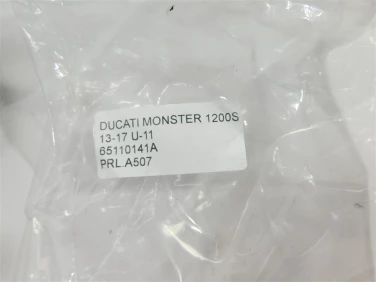 DUCATI MONSTER 1200S
13-17 U-11
65110141A
PRL.A507